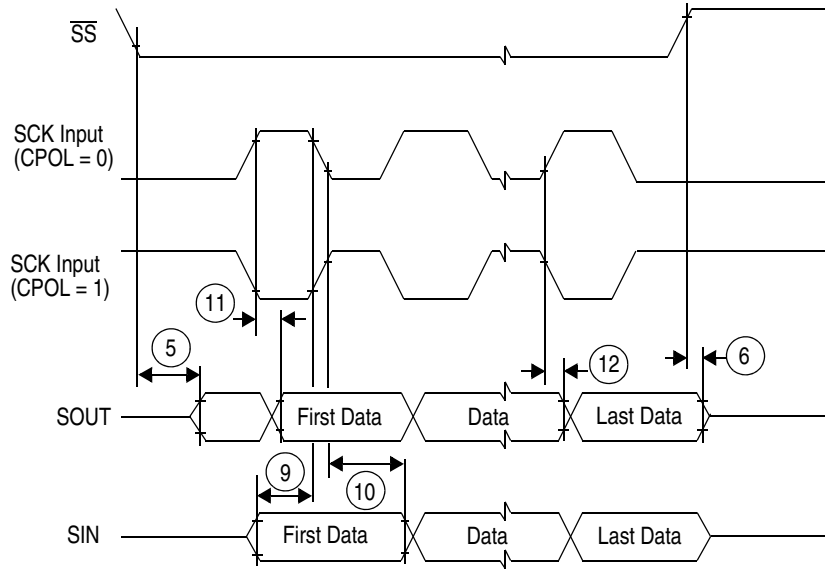 SS
SCK Input
(CPOL = 0)
SCK Input
(CPOL = 1)
11
5
12
6
SOUT
First Data
Data
Last Data
9
10
SIN
First Data
Data
Last Data